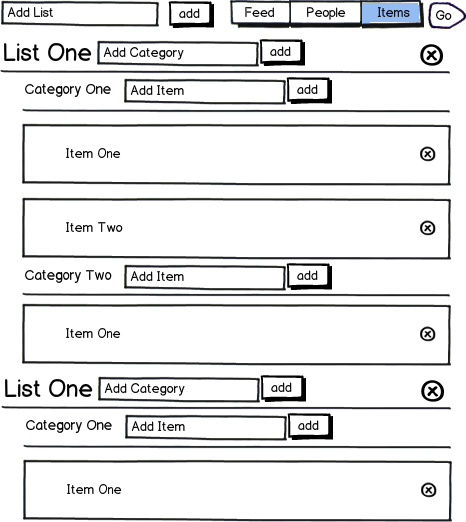 Add List add Feed People Items Go
List One Add Category add
Category One Add Item add
Item One
Item Two
Category Two Add Item add
Item One
List One Add Category add
Category One Add Item add
Item One